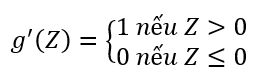 g′(Z) = {1 nếu Z > 0
0 nếu Z ≤ 0